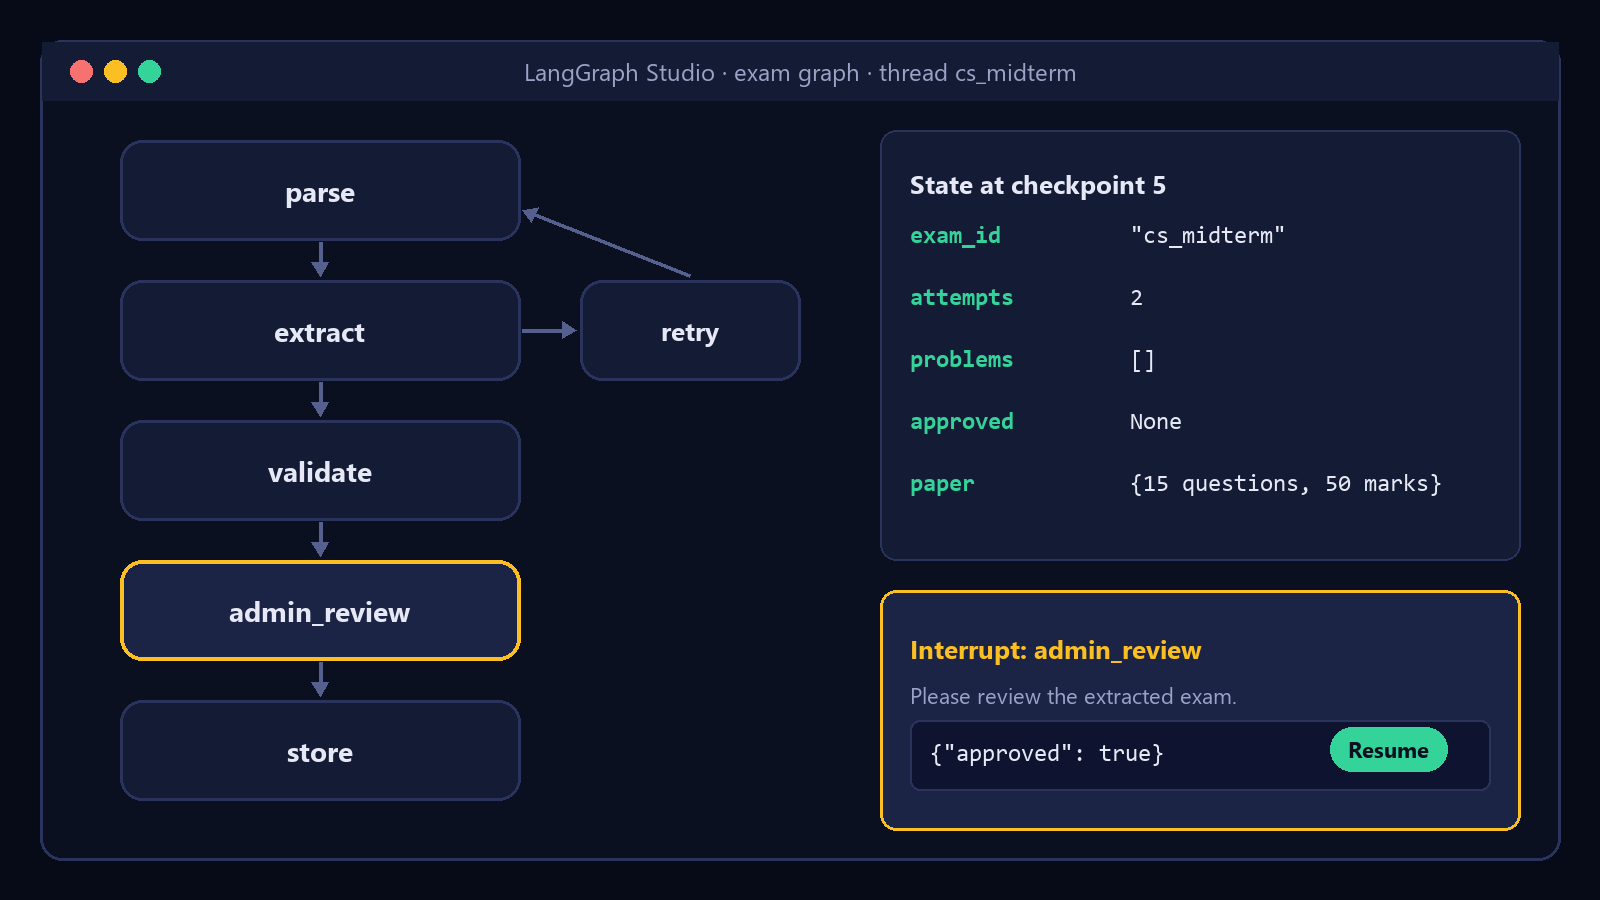 LangGraph Studio · exam graph · thread cs_midterm
parse
extract
retry
validate
admin_review
store
State at checkpoint 5
exam_id "cs_midterm"
attempts 2
problems []
approved None
paper {15 questions, 50 marks}
Interrupt: admin_review
Please review the extracted exam.
{"approved": true} Resume